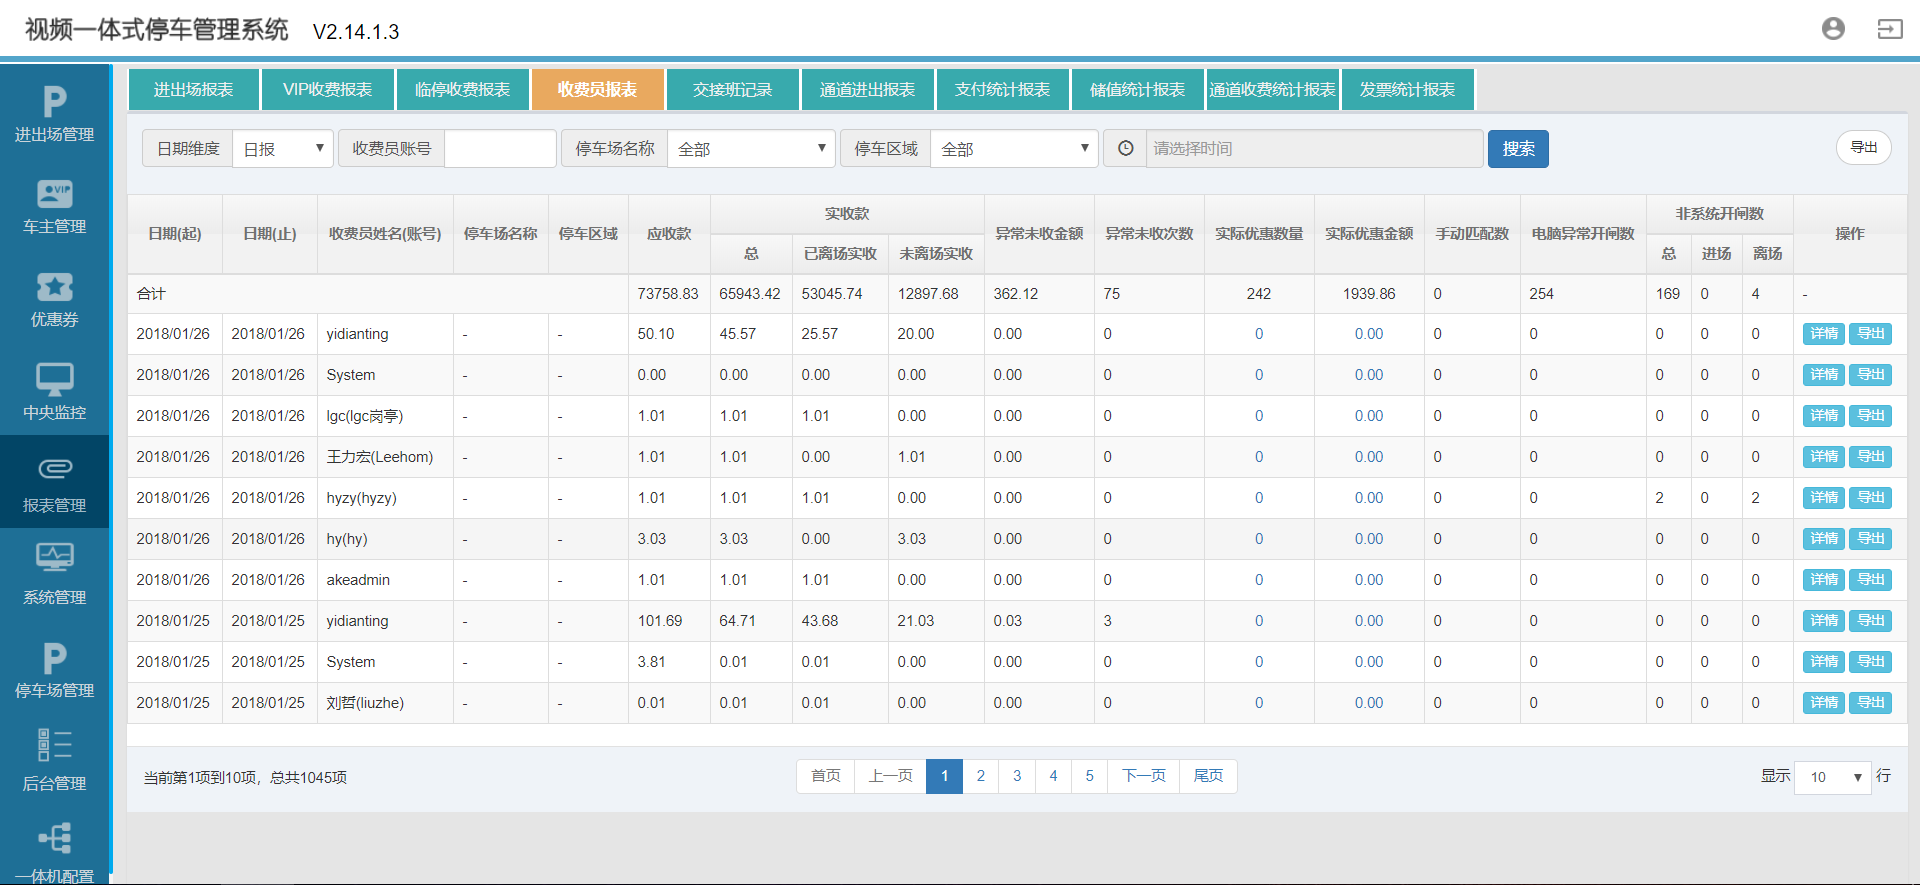 视频一体式停车管理系统 V2.14.1.3
进出场管理
车主管理
优惠券
中央监控
报表管理
系统管理
停车场管理
后台管理
一体机配置
进出场报表 VIP收费报表 临停收费报表 收费员报表 交接班记录 通道进出报表 支付统计报表 储值统计报表 通道收费统计报表 发票统计报表
日期维度 日报 收费员账号 停车场名称 全部 停车区域 全部 请选择时间 搜索 导出
日期(起) 日期(止) 收费员姓名(账号) 停车场名称 停车区域 应收款 实收款 异常未收金额 异常未收次数 实际优惠数量 实际优惠金额 手动匹配数 电脑异常开闸数 非系统开闸数 操作
总 已离场实收 未离场实收 总 进场 离场
合计 73758.83 65943.42 53045.74 12897.68 362.12 75 242 1939.86 0 254 169 0 4 -
2018/01/26 2018/01/26 yidianting - - 50.10 45.57 25.57 20.00 0.00 0 0 0.00 0 0 0 0 0 详情 导出
2018/01/26 2018/01/26 System - - 0.00 0.00 0.00 0.00 0.00 0 0 0.00 0 0 0 0 0 详情 导出
2018/01/26 2018/01/26 lgc(lgc岗亭) - - 1.01 1.01 1.01 0.00 0.00 0 0 0.00 0 0 0 0 0 详情 导出
2018/01/26 2018/01/26 王力宏(Leehom) - - 1.01 1.01 0.00 1.01 0.00 0 0 0.00 0 0 0 0 0 详情 导出
2018/01/26 2018/01/26 hyzy(hyzy) - - 1.01 1.01 1.01 0.00 0.00 0 0 0.00 0 0 2 0 2 详情 导出
2018/01/26 2018/01/26 hy(hy) - - 3.03 3.03 0.00 3.03 0.00 0 0 0.00 0 0 0 0 0 详情 导出
2018/01/26 2018/01/26 akeadmin - - 1.01 1.01 1.01 0.00 0.00 0 0 0.00 0 0 0 0 0 详情 导出
2018/01/25 2018/01/25 yidianting - - 101.69 64.71 43.68 21.03 0.03 3 0 0.00 0 0 0 0 0 详情 导出
2018/01/25 2018/01/25 System - - 3.81 0.01 0.01 0.00 0.00 0 0 0.00 0 0 0 0 0 详情 导出
2018/01/25 2018/01/25 刘哲(liuzhe) - - 0.01 0.01 0.01 0.00 0.00 0 0 0.00 0 0 0 0 0 详情 导出
当前第1项到10项，总共1045项 首页 上一页 1 2 3 4 5 下一页 尾页 显示 10 行